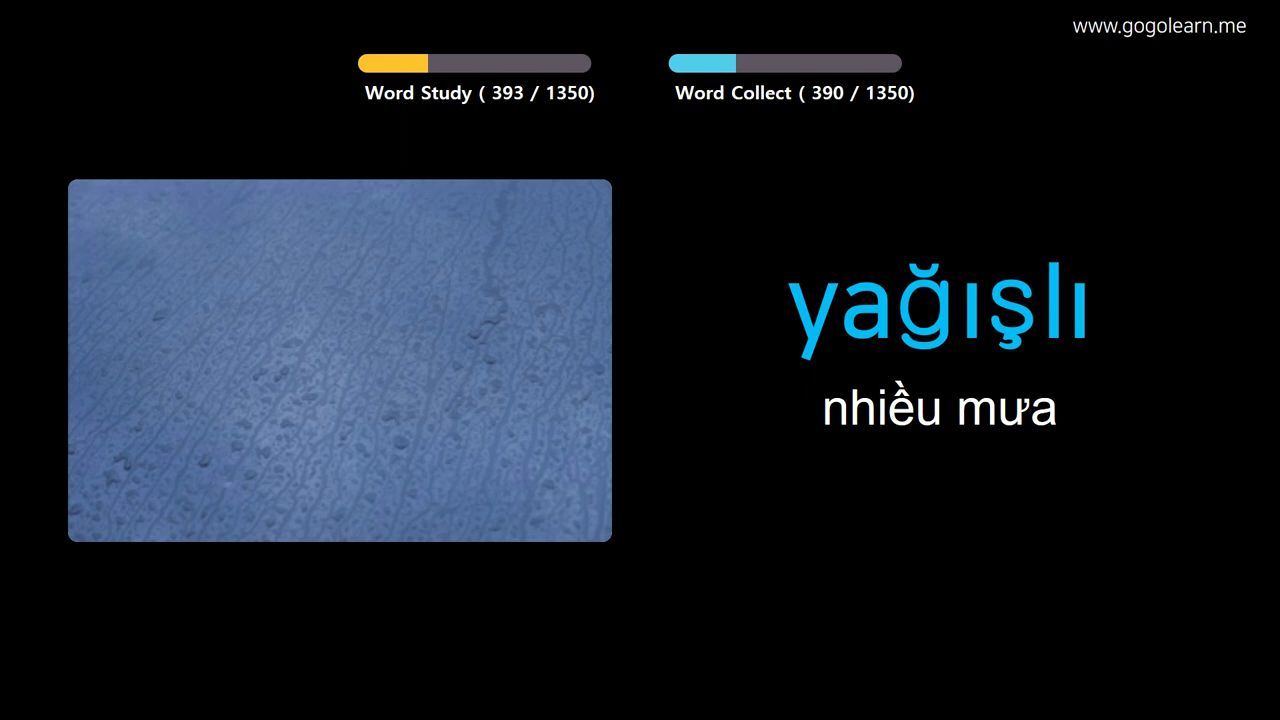 www.gogolearn.me
Word Study ( 393 / 1350)
Word Collect ( 390 / 1350)
yağışlı
nhiều mưa